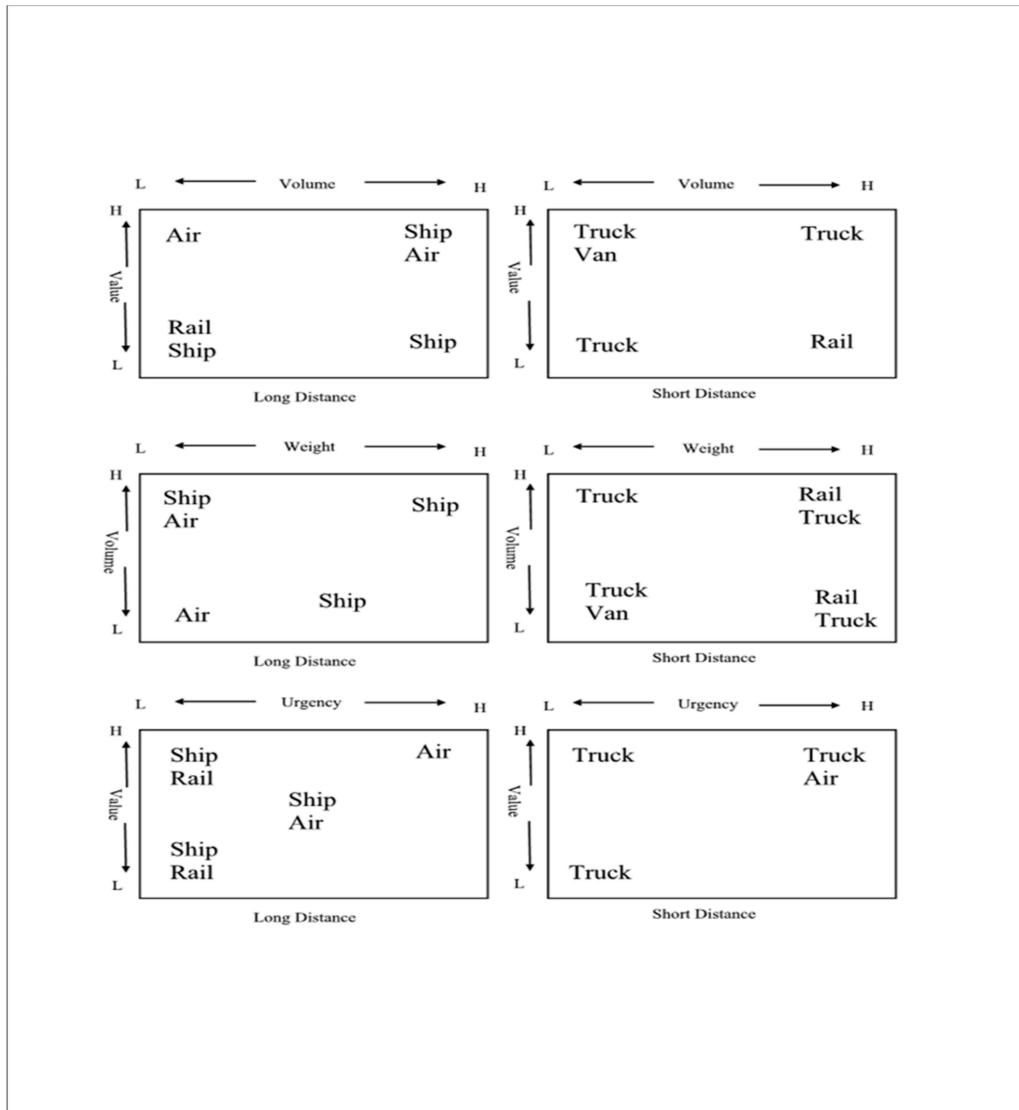 L Volume H
L Volume H
H
Air
Ship
Air
Value
Rail
Ship
Ship
L
Long Distance
H
Truck
Van
Truck
Value
Truck
Rail
L
Short Distance
L Weight H
L Weight H
H
Ship
Air
Ship
Volume
Air
Ship
L
Long Distance
H
Truck
Rail
Truck
Volume
Truck
Van
Rail
Truck
L
Short Distance
L Urgency H
L Urgency H
H
Ship
Rail
Air
Value
Ship
Air
Ship
Rail
L
Long Distance
H
Truck
Truck
Air
Value
Truck
L
Short Distance